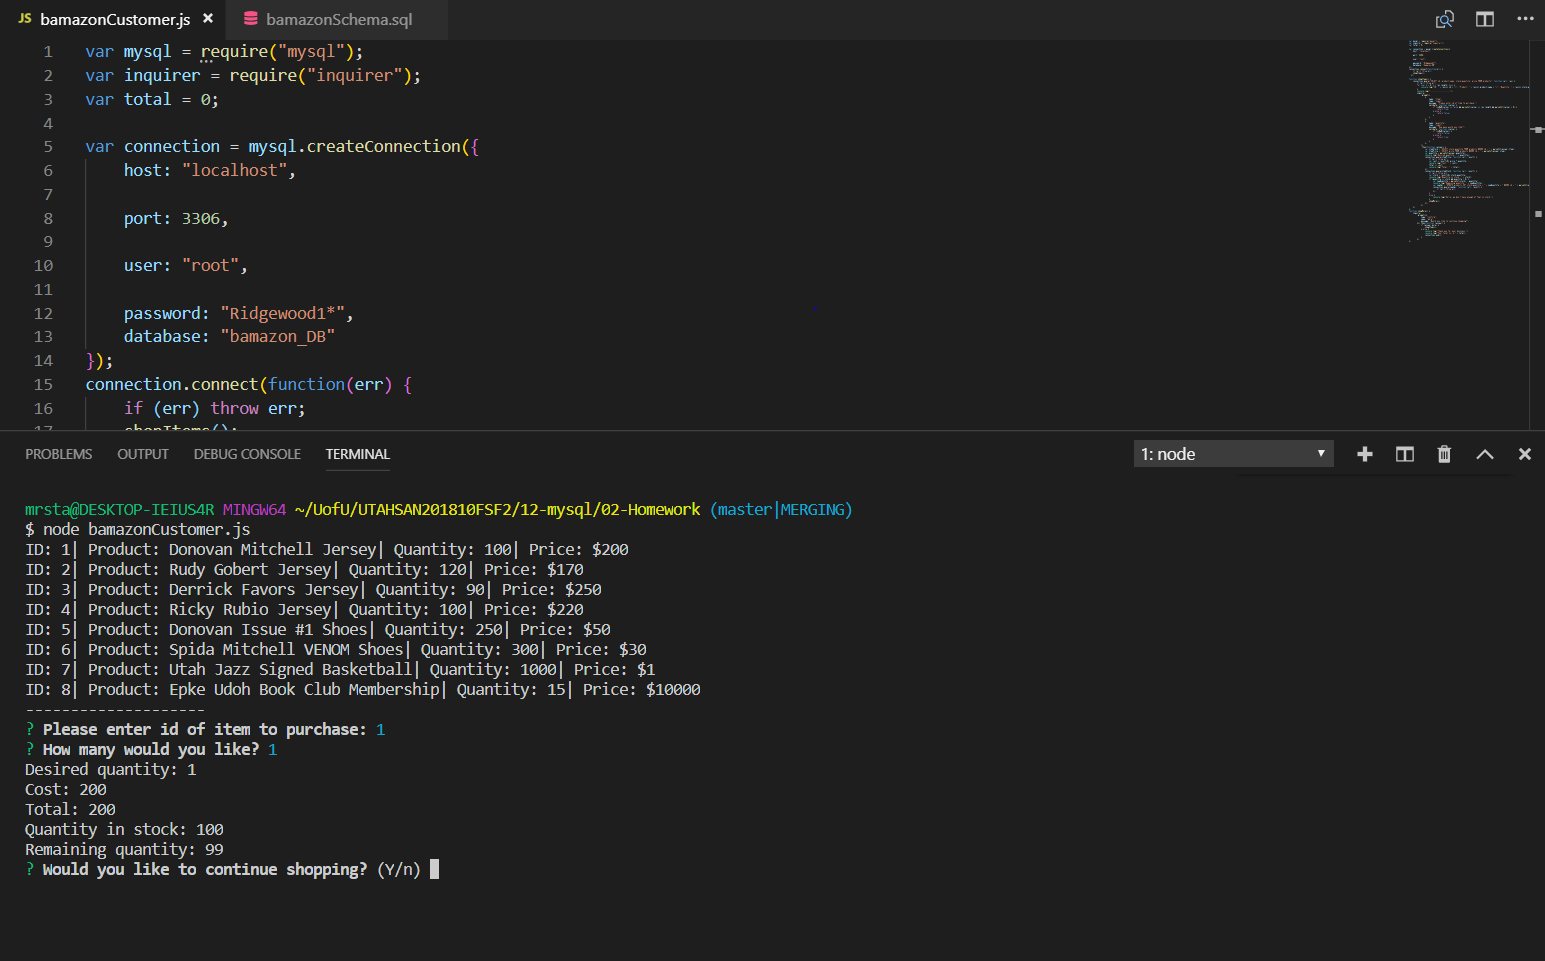 JS bamazonCustomer.js × bamazonSchema.sql
1 var mysql = require("mysql");
2 var inquirer = require("inquirer");
3 var total = 0;
4
5 var connection = mysql.createConnection({
6 host: "localhost",
7
8 port: 3306,
9
10 user: "root",
11
12 password: "Ridgewood1*",
13 database: "bamazon_DB"
14 });
15 connection.connect(function(err) {
16 if (err) throw err;
17 shopItems();
PROBLEMS OUTPUT DEBUG CONSOLE TERMINAL 1: node
mrsta@DESKTOP-IEIUS4R MINGW64 ~/UofU/UTAHSAN201810FSF2/12-mysql/02-Homework (master|MERGING)
$ node bamazonCustomer.js
ID: 1| Product: Donovan Mitchell Jersey| Quantity: 100| Price: $200
ID: 2| Product: Rudy Gobert Jersey| Quantity: 120| Price: $170
ID: 3| Product: Derrick Favors Jersey| Quantity: 90| Price: $250
ID: 4| Product: Ricky Rubio Jersey| Quantity: 100| Price: $220
ID: 5| Product: Donovan Issue #1 Shoes| Quantity: 250| Price: $50
ID: 6| Product: Spida Mitchell VENOM Shoes| Quantity: 300| Price: $30
ID: 7| Product: Utah Jazz Signed Basketball| Quantity: 1000| Price: $1
ID: 8| Product: Epke Udoh Book Club Membership| Quantity: 15| Price: $10000
--------------------
? Please enter id of item to purchase: 1
? How many would you like? 1
Desired quantity: 1
Cost: 200
Total: 200
Quantity in stock: 100
Remaining quantity: 99
? Would you like to continue shopping? (Y/n)